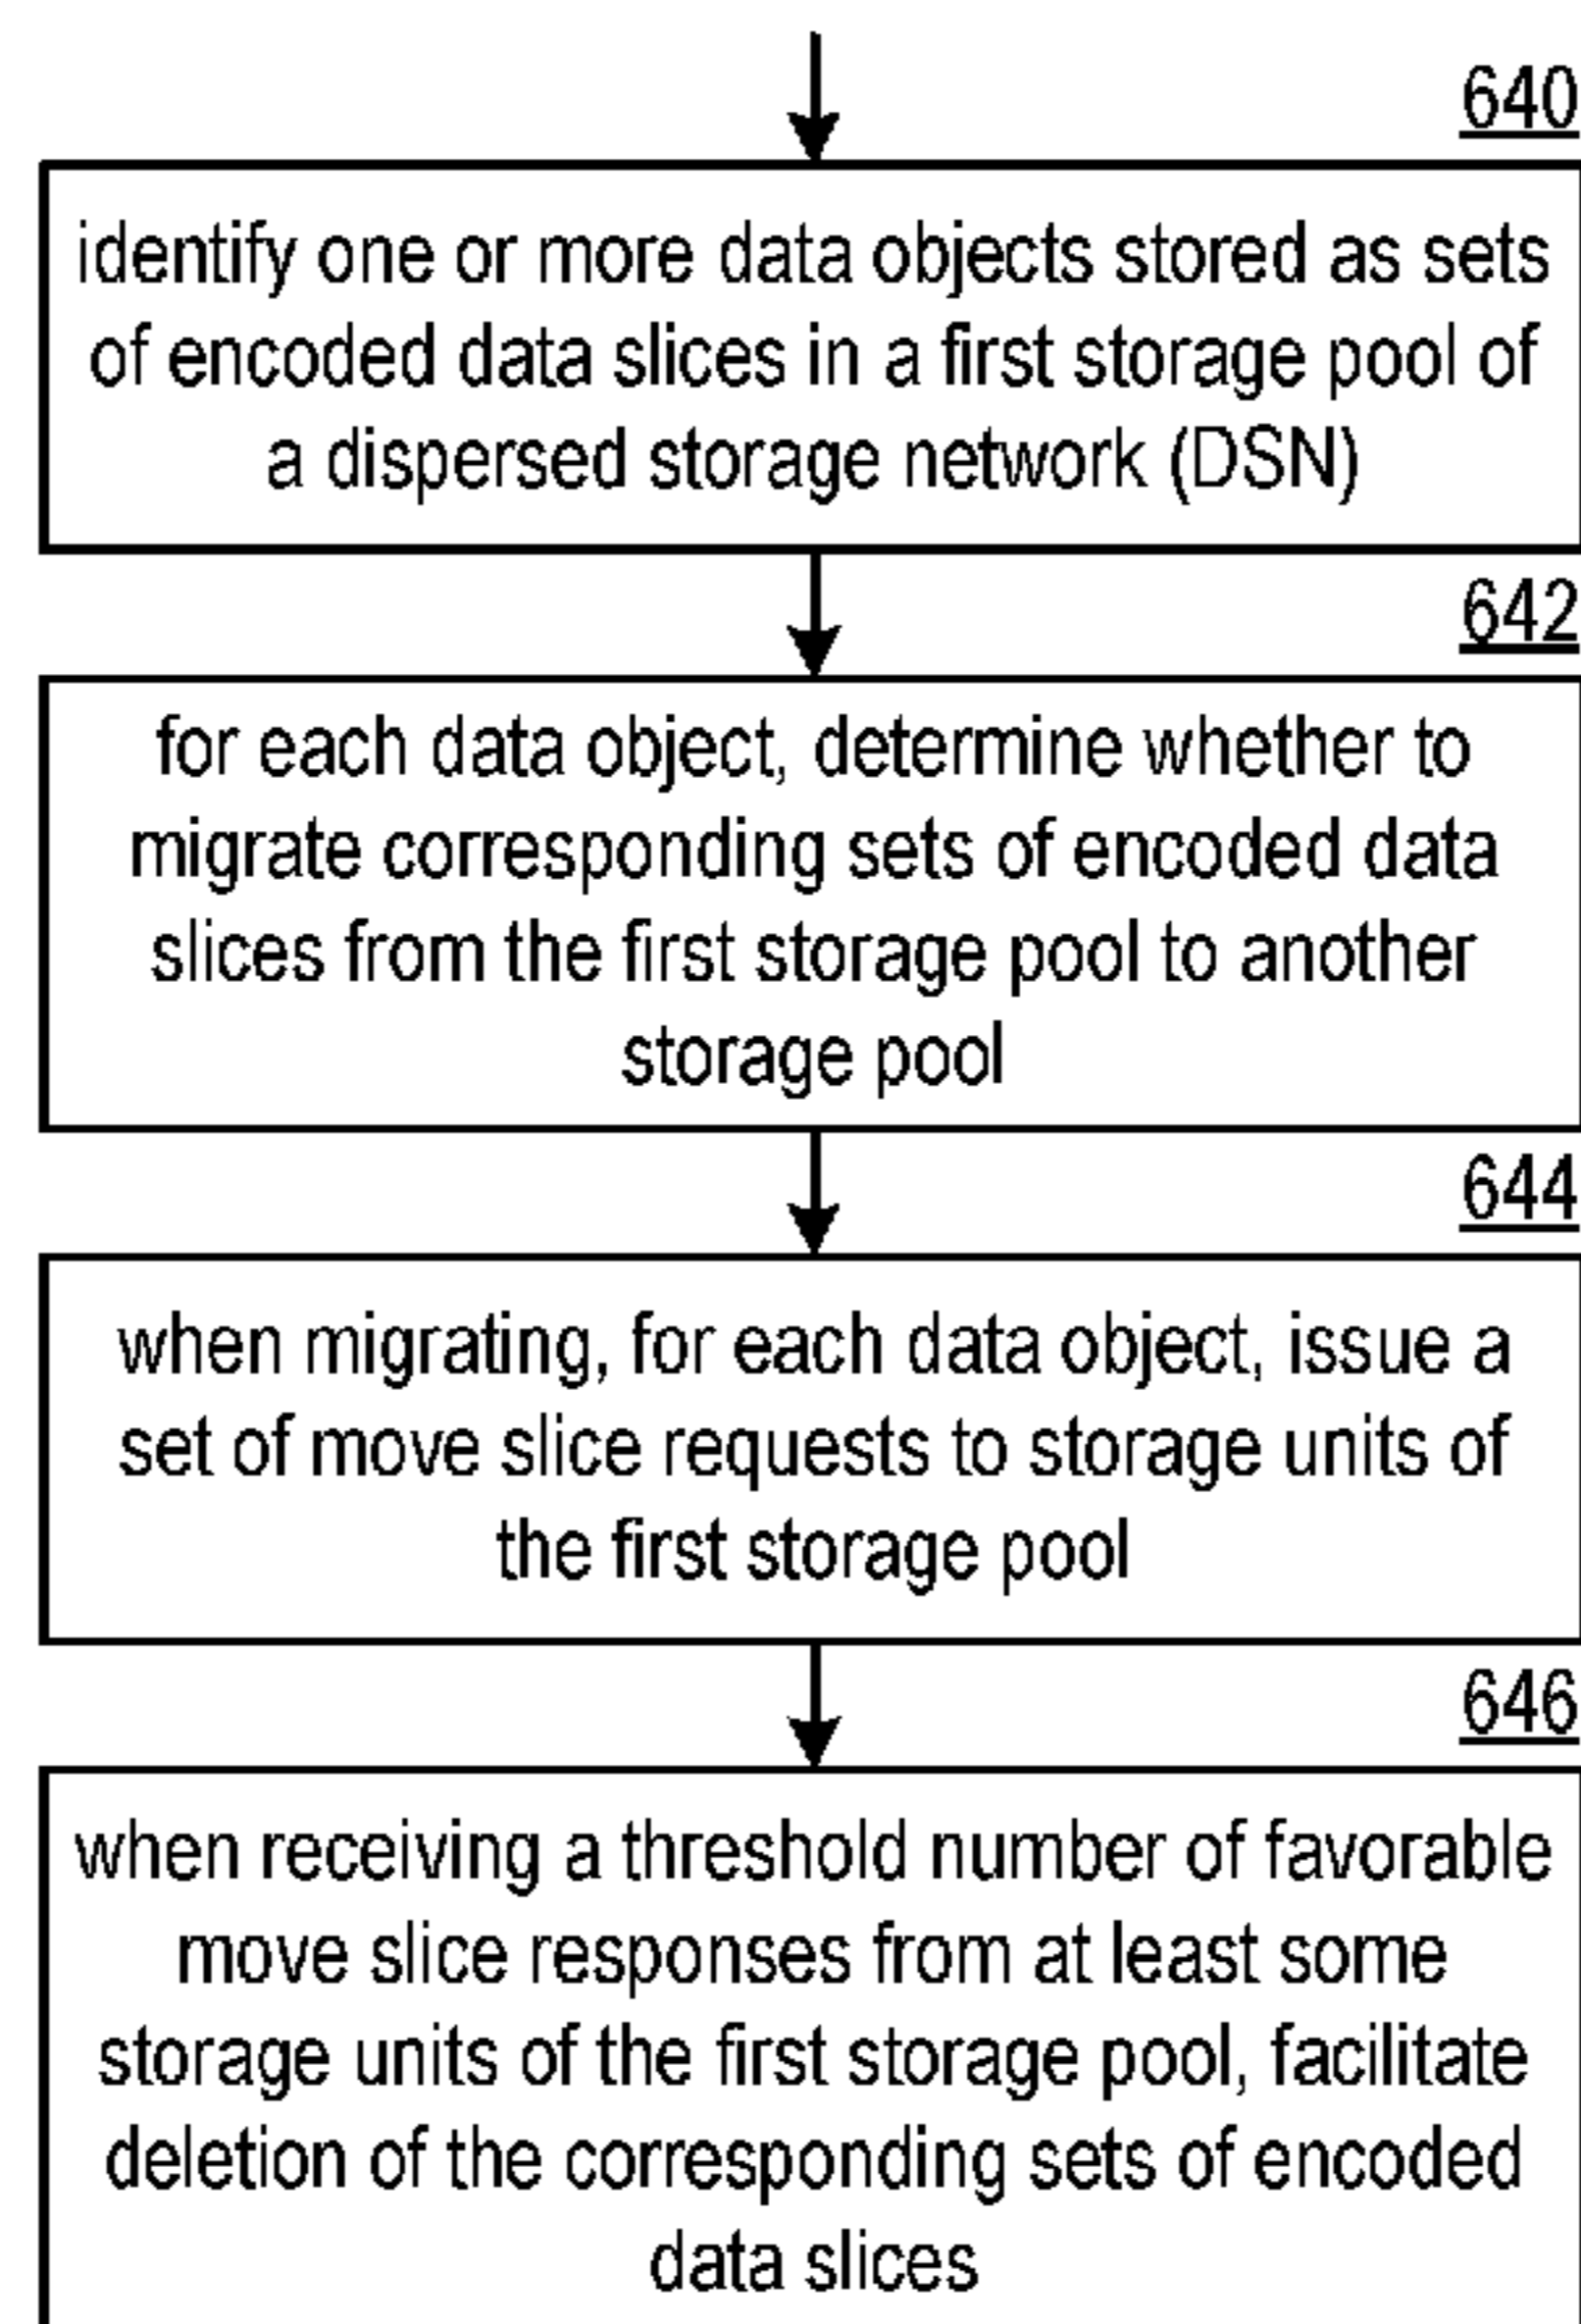 640
identify one or more data objects stored as sets
of encoded data slices in a first storage pool of
a dispersed storage network (DSN)
642
for each data object, determine whether to
migrate corresponding sets of encoded data
slices from the first storage pool to another
storage pool
644
when migrating, for each data object, issue a
set of move slice requests to storage units of
the first storage pool
646
when receiving a threshold number of favorable
move slice responses from at least some
storage units of the first storage pool, facilitate
deletion of the corresponding sets of encoded
data slices